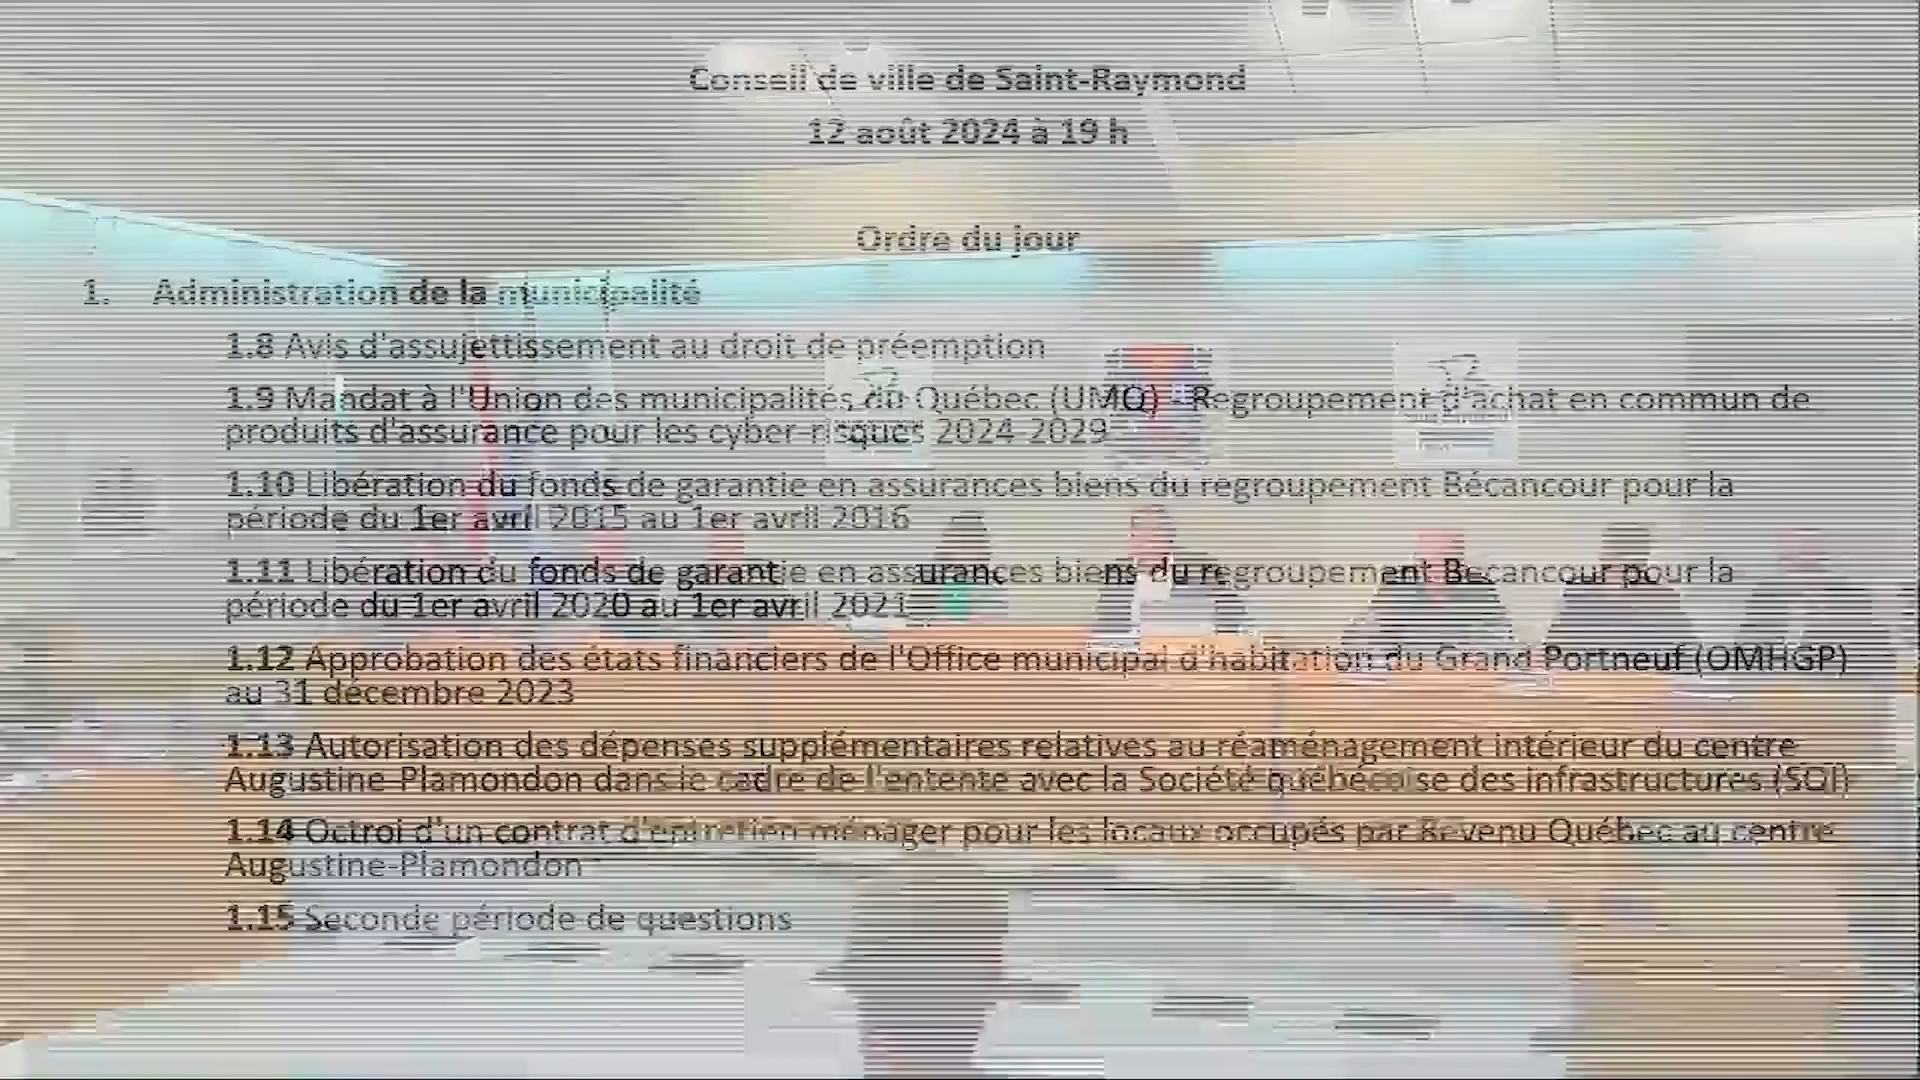 Conseil de ville de Saint-Raymond
12 août 2024 à 19 h
Ordre du jour
1. Administration de la municipalité
1.8 Avis d'assujettissement au droit de préemption
1.9 Mandat à l'Union des municipalités du Québec (UMQ) - Regroupement d'achat en commun de
produits d'assurance pour les cyber-risques 2024-2029
1.10 Libération du fonds de garantie en assurances biens du regroupement Bécancour pour la
période du 1er avril 2015 au 1er avril 2016
1.11 Libération du fonds de garantie en assurances biens du regroupement Bécancour pour la
période du 1er avril 2020 au 1er avril 2021
1.12 Approbation des états financiers de l'Office municipal d'habitation du Grand Portneuf (OMHGP)
au 31 décembre 2023
1.13 Autorisation des dépenses supplémentaires relatives au réaménagement intérieur du centre
Augustine-Plamondon dans le cadre de l'entente avec la Société québécoise des infrastructures (SQI)
1.14 Octroi d'un contrat d'entretien ménager pour les locaux occupés par Revenu Québec au centre
Augustine-Plamondon
1.15 Seconde période de questions